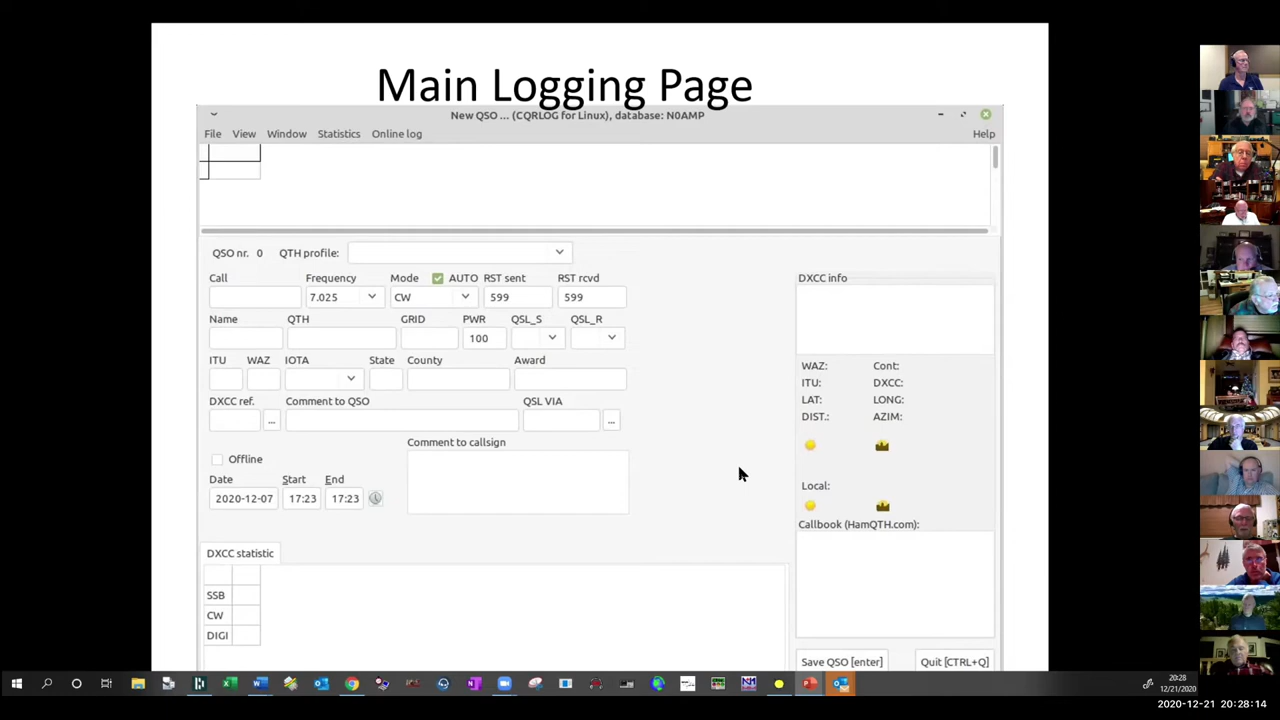 Main Logging Page
New QSO ... (CQRLOG for Linux), database: N0AMP
File View Window Statistics Online log Help
QSO nr. 0 QTH profile:
Call Frequency Mode AUTO RST sent RST rcvd
7.025 CW 599 599
Name QTH GRID PWR QSL_S QSL_R
100
ITU WAZ IOTA State County Award
DXCC ref. Comment to QSO QSL VIA
... ...
Comment to callsign
Offline
Date Start End
2020-12-07 17:23 17:23
DXCC statistic
SSB
CW
DIGI
DXCC info
WAZ: Cont:
ITU: DXCC:
LAT: LONG:
DIST.: AZIM:
Local:
Callbook (HamQTH.com):
Save QSO [enter] Quit [CTRL+Q]
20:28
12/21/2020
2020-12-21 20:28:14